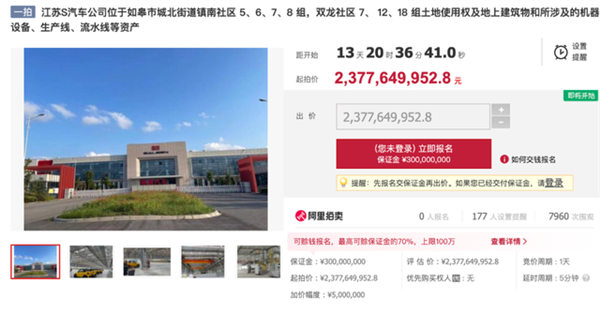 一拍 江苏S汽车公司位于如皋市城北街道镇南社区 5、6、7、8 组，双龙社区 7、 12、18 组土地使用权及地上建筑物和所涉及的机器
设备、生产线、流水线等资产
距开始 13 天 20 时 36 分 41.0 秒
设置
提醒
起拍价 2,377,649,952.8 元
即将开始
出 价 2,377,649,952.8 + −
(您未登录) 立即报名
保证金 ¥300,000,000
如何交钱报名
提醒：先报名交保证金再出价。如果您已经交付保证金，请登录
阿里拍卖 0 人报名 177 人设置提醒 7960 次围观
可赊钱报名，最高可赊保证金的70%，上限100万 查看详情 >
保证金：¥300,000,000 评 估 价：¥2,377,649,952.8 竞价周期：1天
起拍价：¥2,377,649,952.8 优先购买权人：无 延时周期：5分钟
加价幅度：¥5,000,000